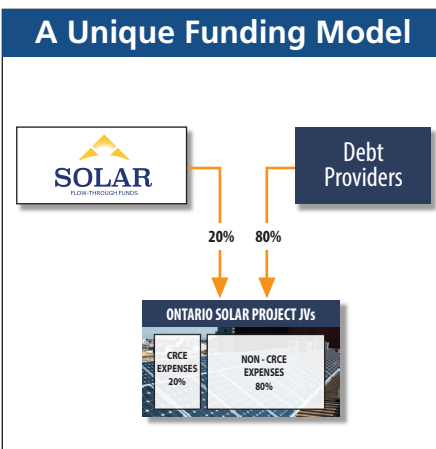 A Unique Funding Model
SOLAR
FLOW-THROUGH FUNDS
Debt
Providers
20%
80%
ONTARIO SOLAR PROJECT JVs
CRCE
EXPENSES
20%
NON - CRCE
EXPENSES
80%